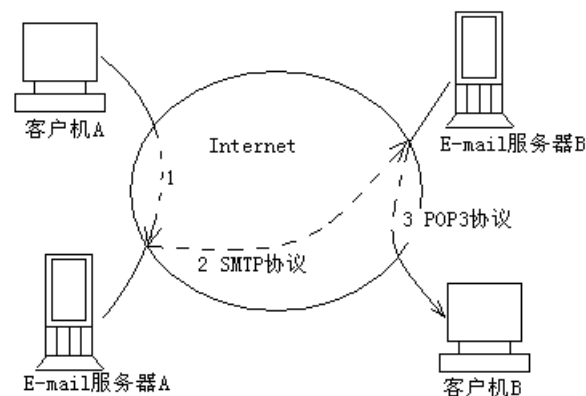 客户机A
E-mail服务器B
Internet
1
3 POP3协议
2 SMTP协议
E-mail服务器A
客户机B